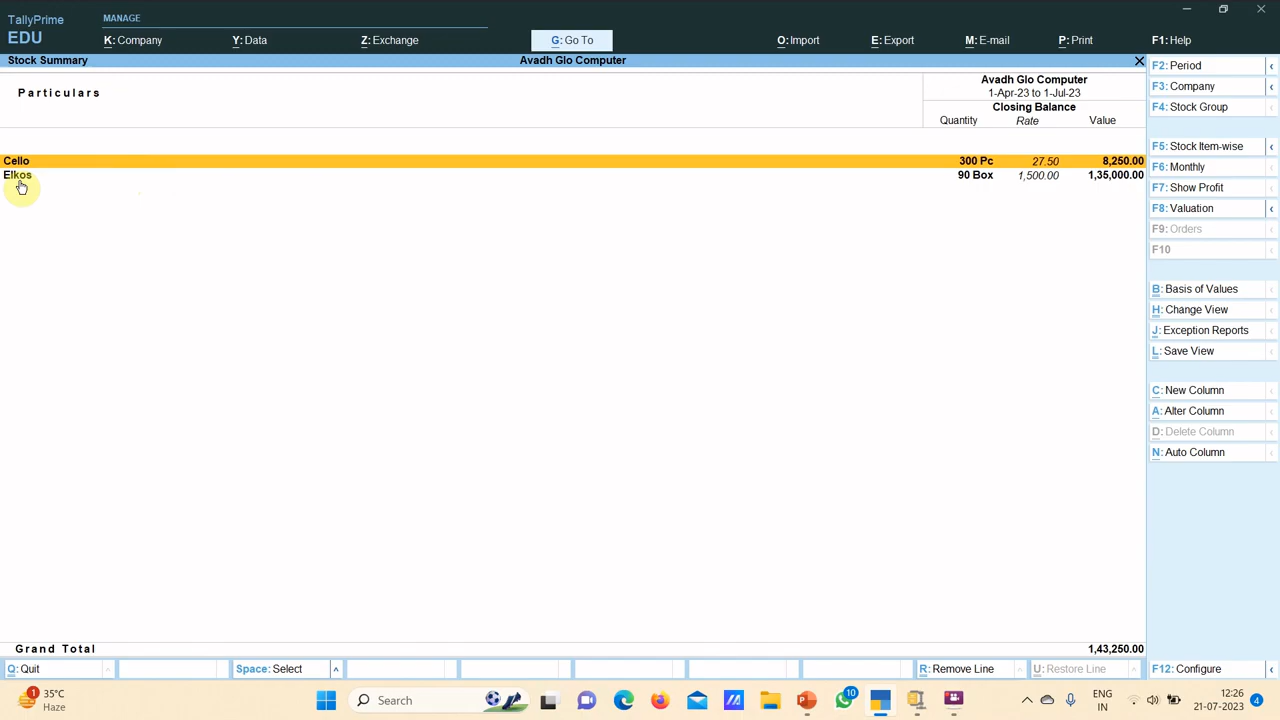 TallyPrime
EDU
MANAGE
K: Company
Y: Data
Z: Exchange
G: Go To
O: Import
E: Export
M: E-mail
P: Print
F1: Help
Stock Summary
Avadh Glo Computer
Particulars
Avadh Glo Computer
1-Apr-23 to 1-Jul-23
Closing Balance
Quantity Rate Value
Cello 300 Pc 27.50 8,250.00
Elkos 90 Box 1,500.00 1,35,000.00
Grand Total 1,43,250.00
F2: Period
F3: Company
F4: Stock Group
F5: Stock Item-wise
F6: Monthly
F7: Show Profit
F8: Valuation
F9: Orders
F10
B: Basis of Values
H: Change View
J: Exception Reports
L: Save View
C: New Column
A: Alter Column
D: Delete Column
N: Auto Column
Q: Quit
Space: Select
R: Remove Line
U: Restore Line
F12: Configure
1
35°C
Haze
Search
10
ENG
IN
12:26
21-07-2023
4